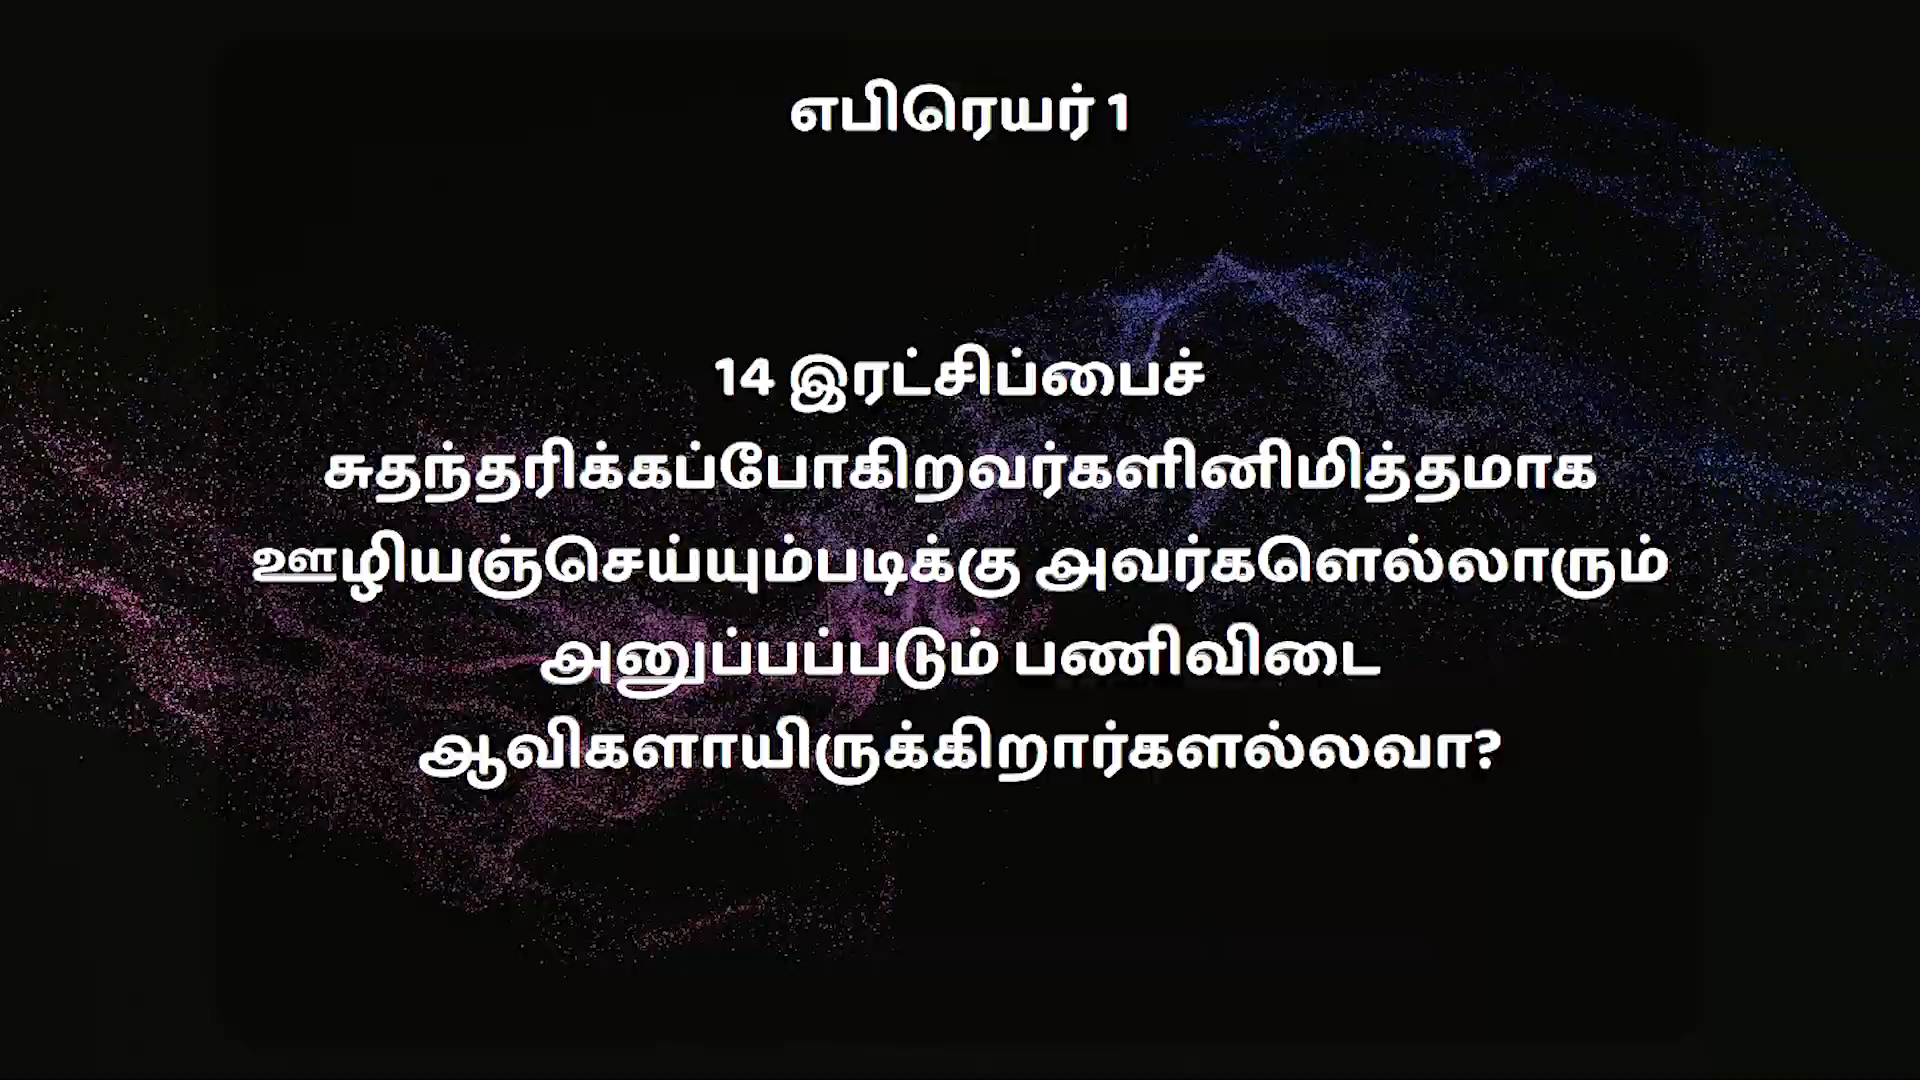 எபிரெயர் 1
14 இரட்சிப்பைச்
சுதந்தரிக்கப்போகிறவர்களினிமித்தமாக
ஊழியஞ்செய்யும்படிக்கு அவர்களெல்லாரும்
அனுப்பப்படும் பணிவிடை
ஆவிகளாயிருக்கிறார்களல்லவா?